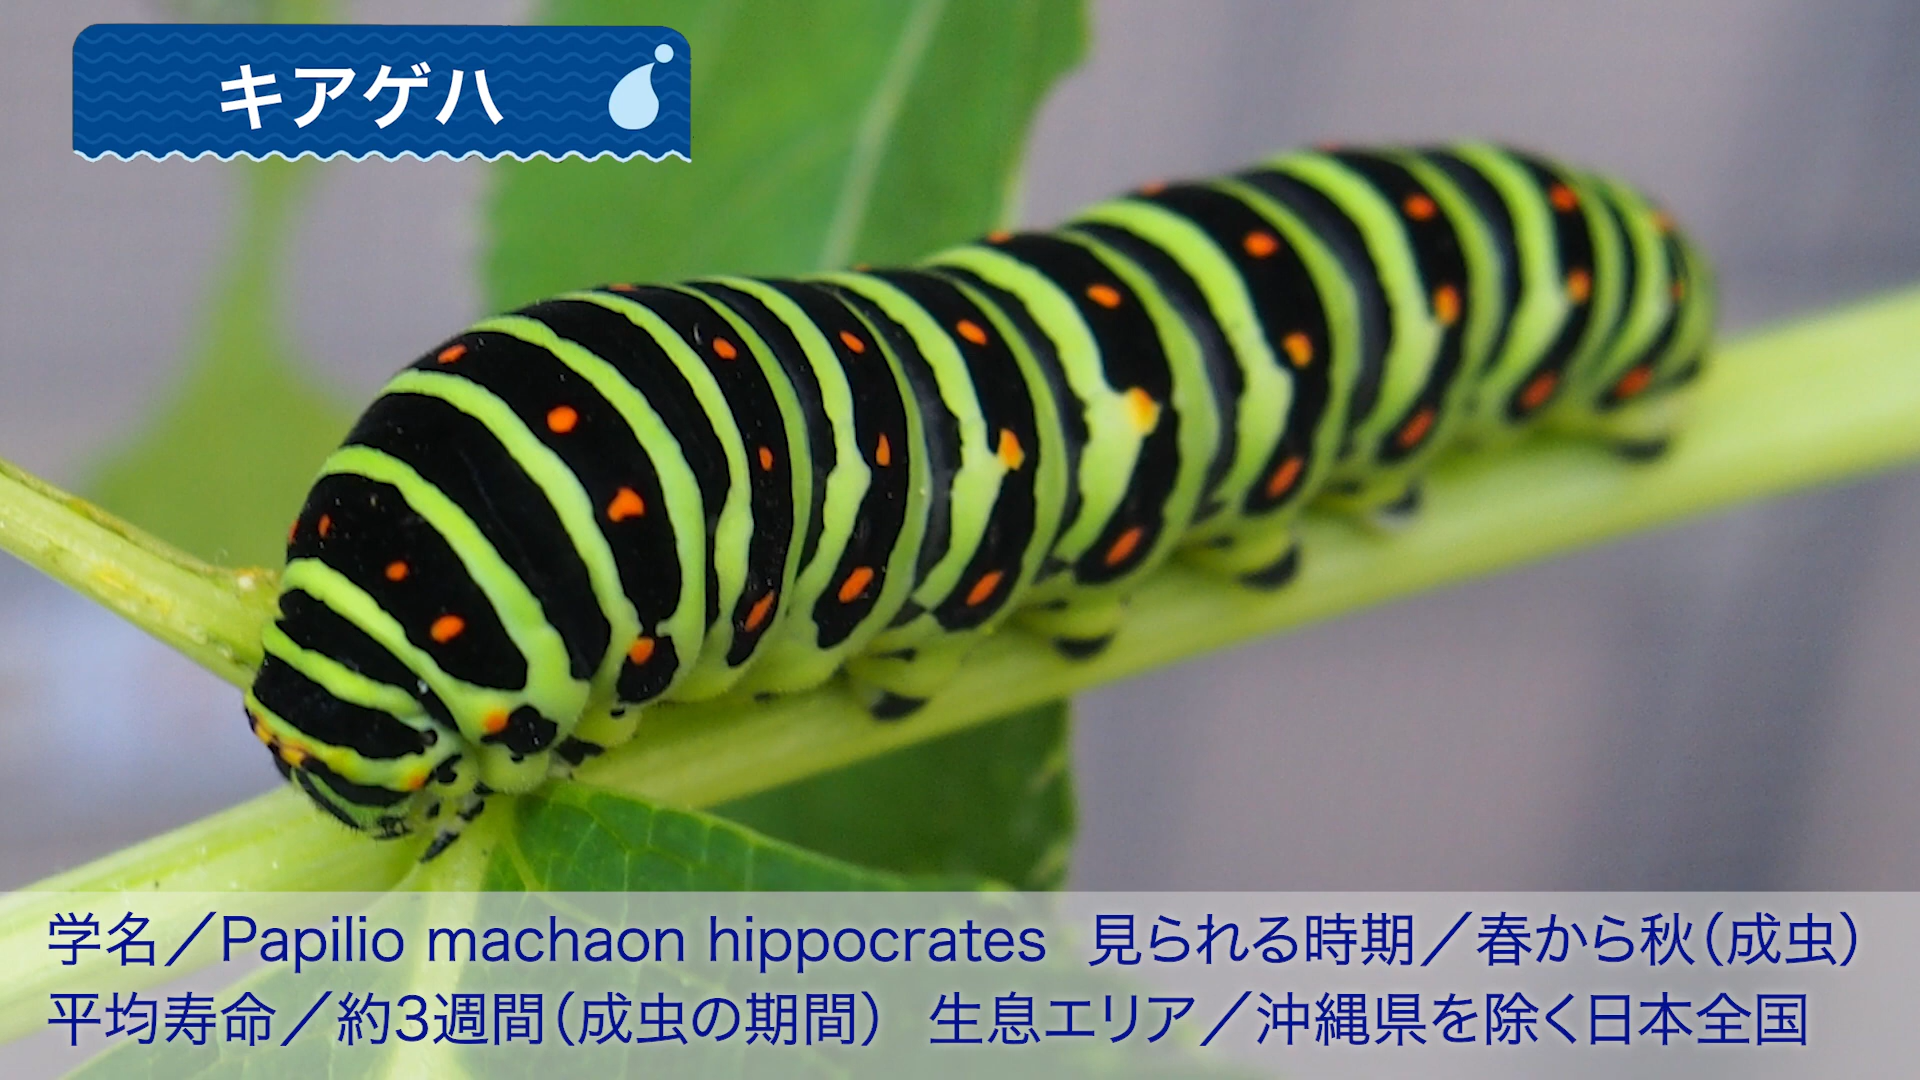 キアゲハ
学名／Papilio machaon hippocrates 見られる時期／春から秋（成虫）
平均寿命／約3週間（成虫の期間） 生息エリア／沖縄県を除く日本全国